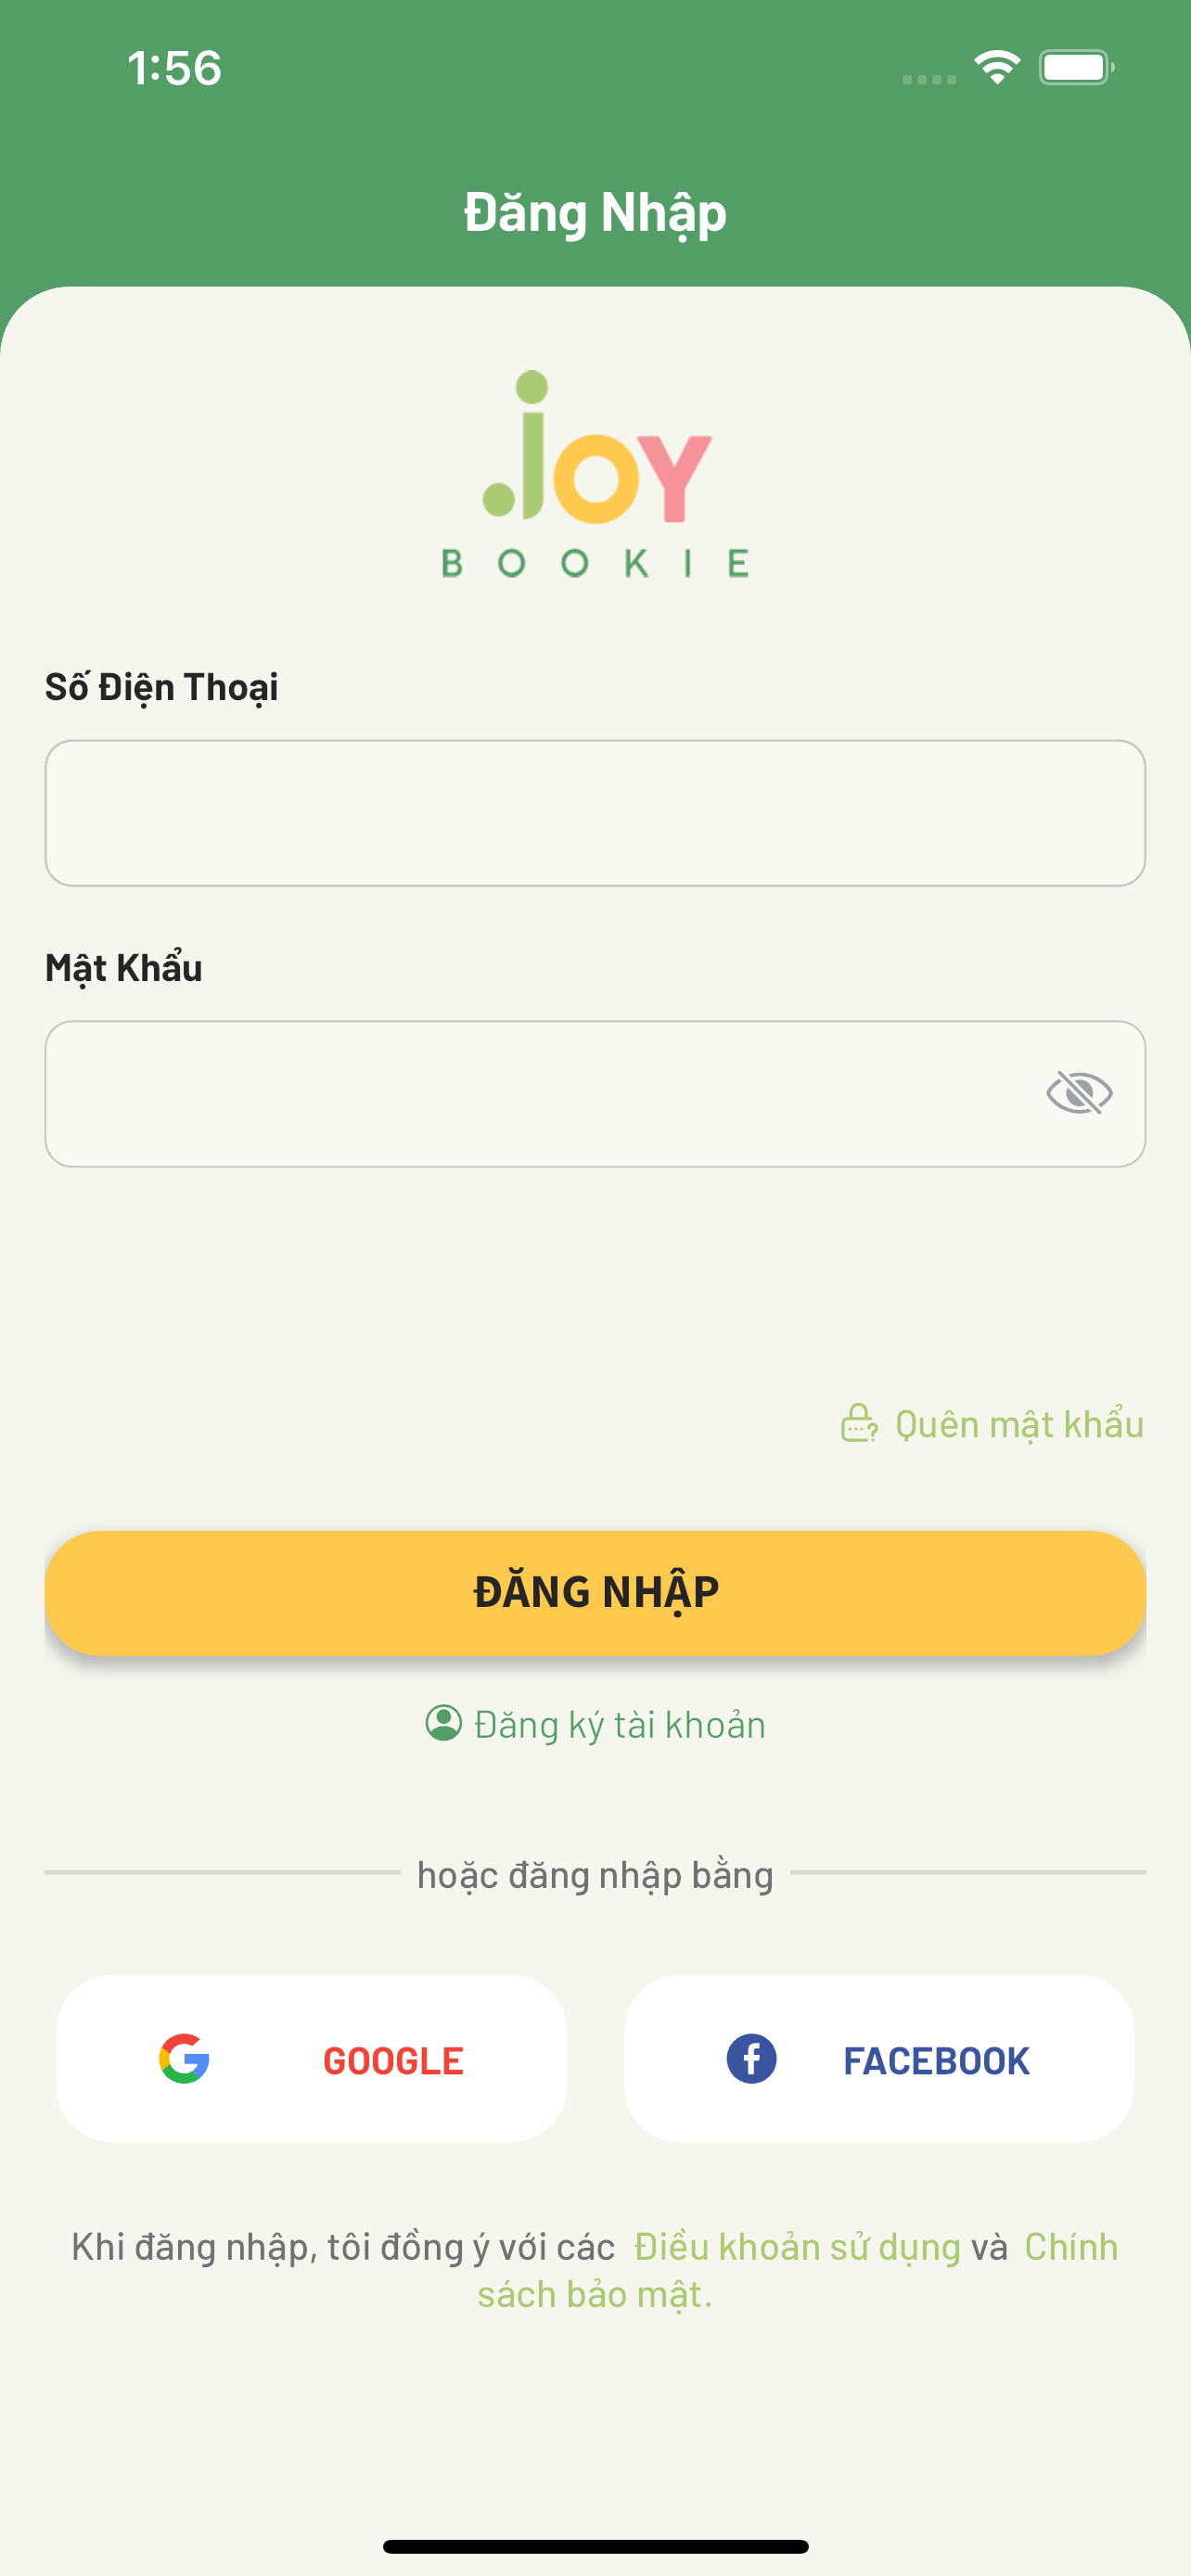 1:56
Đăng Nhập
JOY
BOOKIE
Số Điện Thoại
Mật Khẩu
Quên mật khẩu
ĐĂNG NHẬP
Đăng ký tài khoản
hoặc đăng nhập bằng
GOOGLE
FACEBOOK
Khi đăng nhập, tôi đồng ý với các Điều khoản sử dụng và Chính
sách bảo mật.